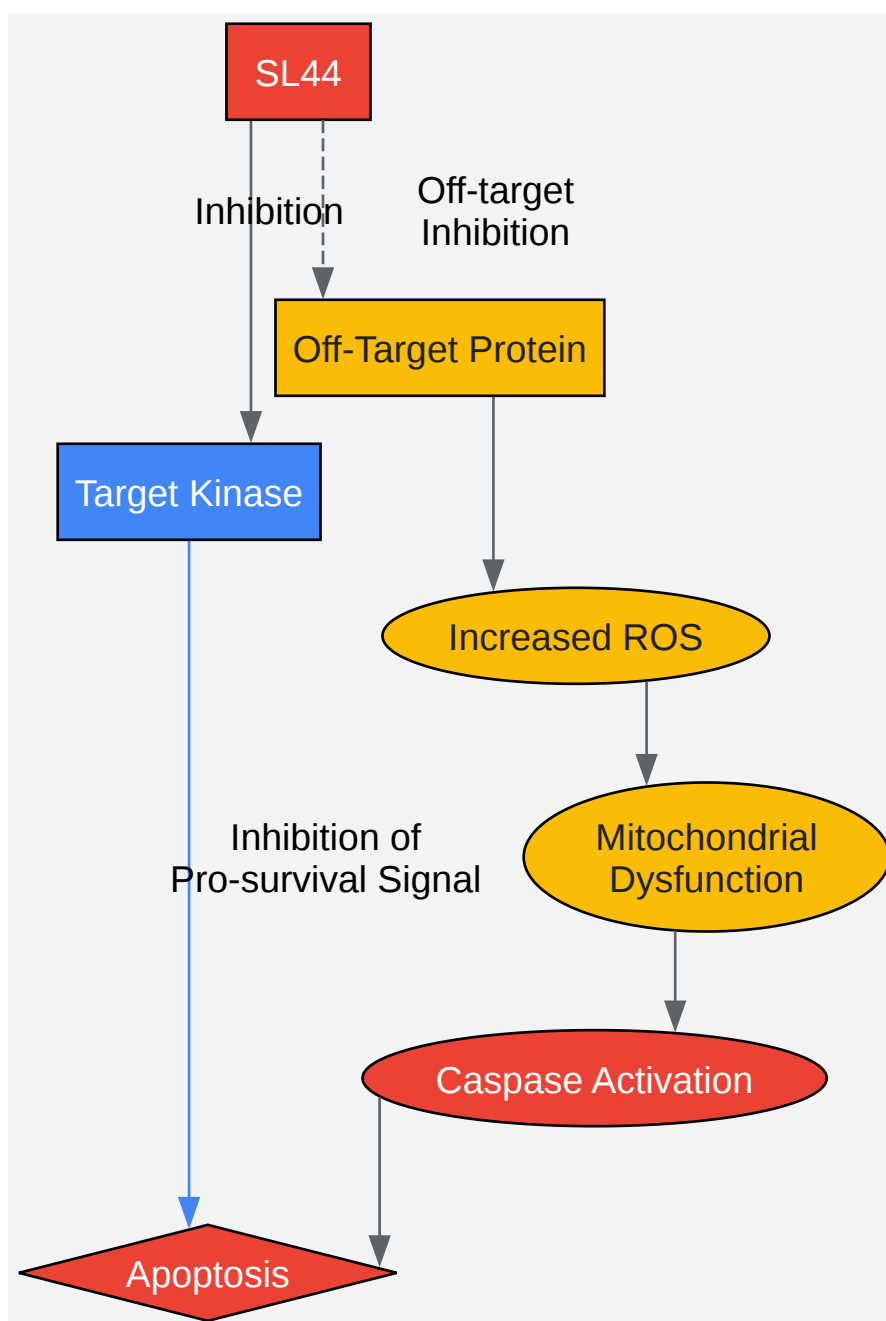 SL44
Inhibition
Off-target
Inhibition
Off-Target Protein
Target Kinase
Increased ROS
Inhibition of
Pro-survival Signal
Mitochondrial
Dysfunction
Caspase Activation
Apoptosis